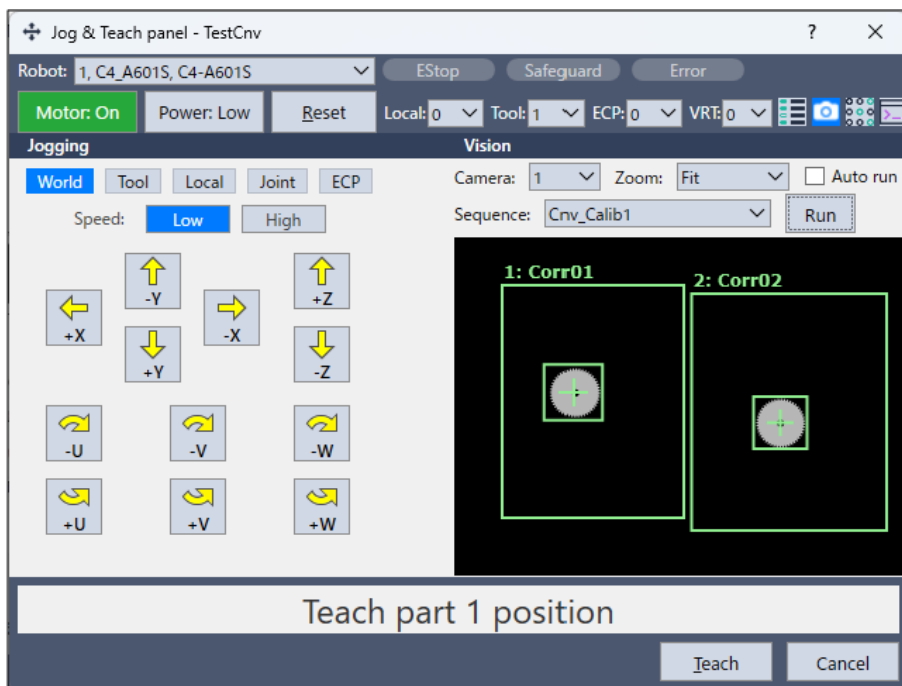 Jog & Teach panel - TestCnv ? X
Robot: 1, C4_A601S, C4-A601S EStop Safeguard Error
Motor: On Power: Low Reset Local: 0 Tool: 1 ECP: 0 VRT: 0
Jogging Vision
World Tool Local Joint ECP
Camera: 1 Zoom: Fit Auto run
Speed: Low High
Sequence: Cnv_Calib1 Run
-Y +Z
+X -X
+Y -Z
-U -V -W
+U +V +W
1: Corr01
2: Corr02
Teach part 1 position
Teach Cancel